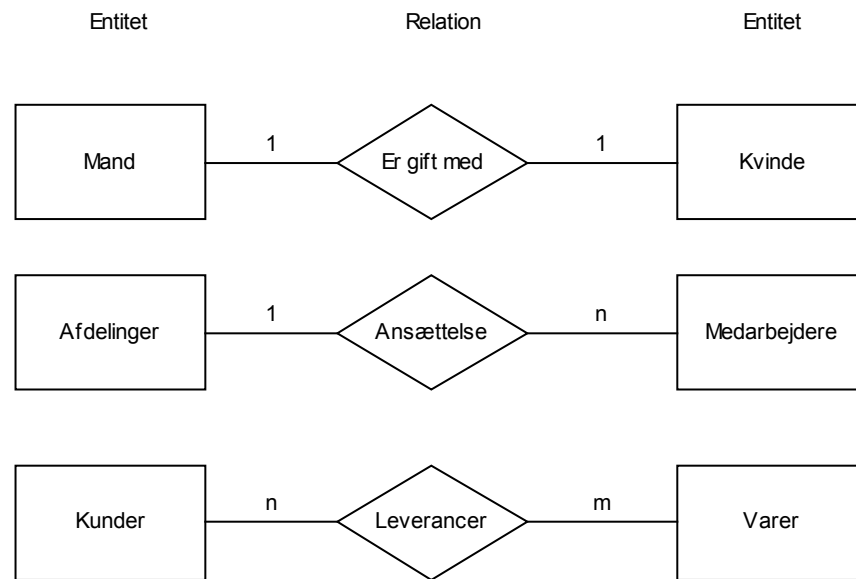 Entitet Relation Entitet
Mand 1 Er gift med 1 Kvinde
Afdelinger 1 Ansættelse n Medarbejdere
Kunder n Leverancer m Varer